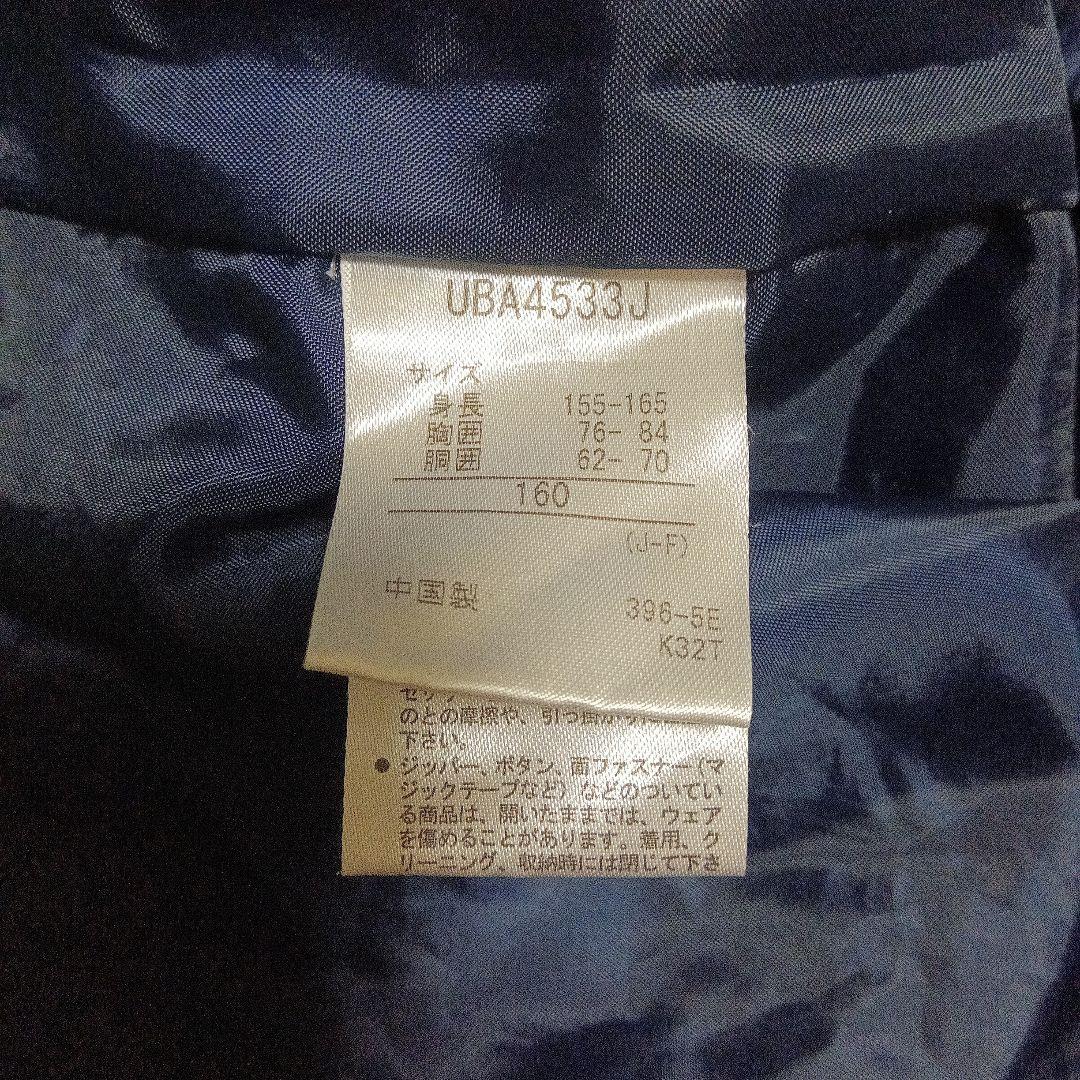 UBA4533J
サイズ
身長 155-165
胸囲 76- 84
胴囲 62- 70
160
(J-F)
中国製
396-5E
K32T
のとの摩擦や、引っ掛か
下さい。
● ジッパー、ボタン、面ファスナー(マ
ジックテープなど)などのついてい
る商品は、開いたままでは、ウェア
を傷めることがあります。着用、ク
リーニング、収納時には閉じて下さ